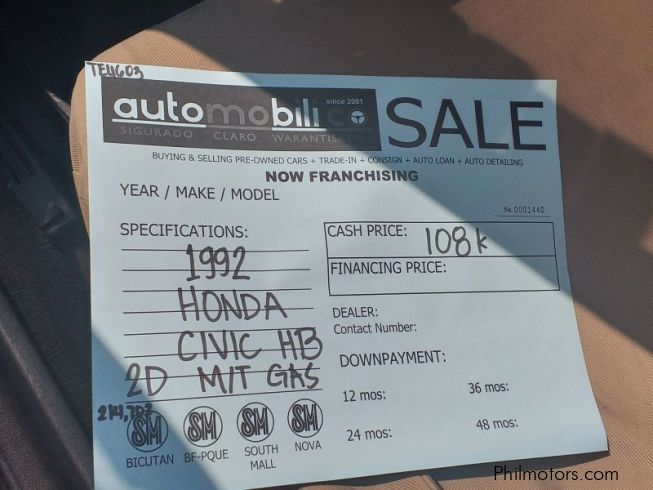 TEU603
automobilico
since 2001
SIGURADO CLARO WARANTISADO
SALE
BUYING & SELLING PRE-OWNED CARS + TRADE-IN + CONSIGN + AUTO LOAN + AUTO DETAILING
NOW FRANCHISING
YEAR / MAKE / MODEL
No. 0001440
SPECIFICATIONS:
1992
HONDA
CIVIC HB
2D M/T GAS
CASH PRICE: 108k
FINANCING PRICE:
DEALER:
Contact Number:
DOWNPAYMENT:
12 mos:
36 mos:
24 mos:
48 mos:
SM SM SM SM
BICUTAN BF-PQUE SOUTH MALL NOVA
Philmotors.com